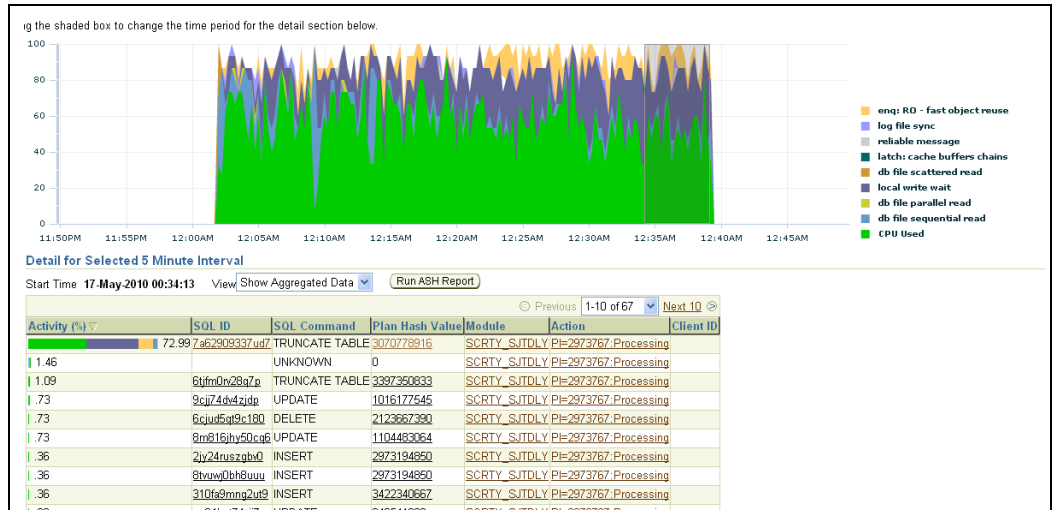 g the shaded box to change the time period for the detail section below.
100
80
60
40
20
0
11:50PM 11:55PM 12:00AM 12:05AM 12:10AM 12:15AM 12:20AM 12:25AM 12:30AM 12:35AM 12:40AM 12:45AM
enq: RO - fast object reuse
log file sync
reliable message
latch: cache buffers chains
db file scattered read
local write wait
db file parallel read
db file sequential read
CPU Used
Detail for Selected 5 Minute Interval
Start Time 17-May-2010 00:34:13 View Show Aggregated Data Run ASH Report
Previous 1-10 of 67 Next 10
Activity (%) SQL ID SQL Command Plan Hash Value Module Action Client ID
72.99 7a62909337ud7 TRUNCATE TABLE 3070778916 SCRTY_SJTDLY PI=2973767:Processing
1.46 UNKNOWN 0 SCRTY_SJTDLY PI=2973767:Processing
1.09 6tjfm0rv28q7p TRUNCATE TABLE 3397350833 SCRTY_SJTDLY PI=2973767:Processing
.73 9cjj74dv4zjdp UPDATE 1016177545 SCRTY_SJTDLY PI=2973767:Processing
.73 6cjud5qt9c180 DELETE 2123667390 SCRTY_SJTDLY PI=2973767:Processing
.73 8m816jhy50cq6 UPDATE 1104483064 SCRTY_SJTDLY PI=2973767:Processing
.36 2jy24ruszgbv0 INSERT 2973194850 SCRTY_SJTDLY PI=2973767:Processing
.36 8tvuwj0bh8uuu INSERT 2973194850 SCRTY_SJTDLY PI=2973767:Processing
.36 310fa9mng2ut9 INSERT 3422340667 SCRTY_SJTDLY PI=2973767:Processing